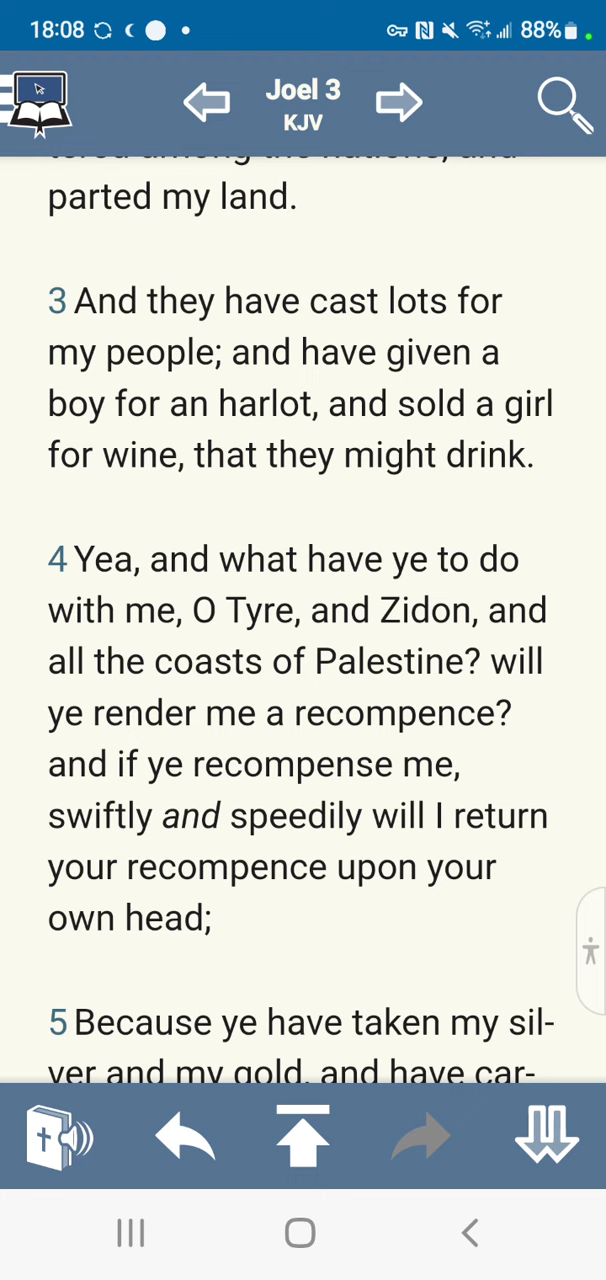 18:08 88%
Joel 3
KJV
parted my land.
3 And they have cast lots for
my people; and have given a
boy for an harlot, and sold a girl
for wine, that they might drink.
4 Yea, and what have ye to do
with me, O Tyre, and Zidon, and
all the coasts of Palestine? will
ye render me a recompence?
and if ye recompense me,
swiftly and speedily will I return
your recompence upon your
own head;
5 Because ye have taken my sil-
ver and my gold, and have car-